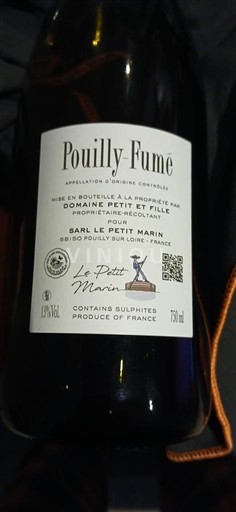 Pouilly-Fumé
APPELLATION D'ORIGINE CONTRÔLÉE
MISE EN BOUTEILLE À LA PROPRIÉTÉ PAR
DOMAINE PETIT ET FILLE
PROPRIÉTAIRE-RÉCOLTANT
POUR
SARL LE PETIT MARIN
58150 POUILLY SUR LOIRE - FRANCE
VINIOU
Le Petit
Marin
13%Vol.
CONTAINS SULPHITES
PRODUCE OF FRANCE
750 ml